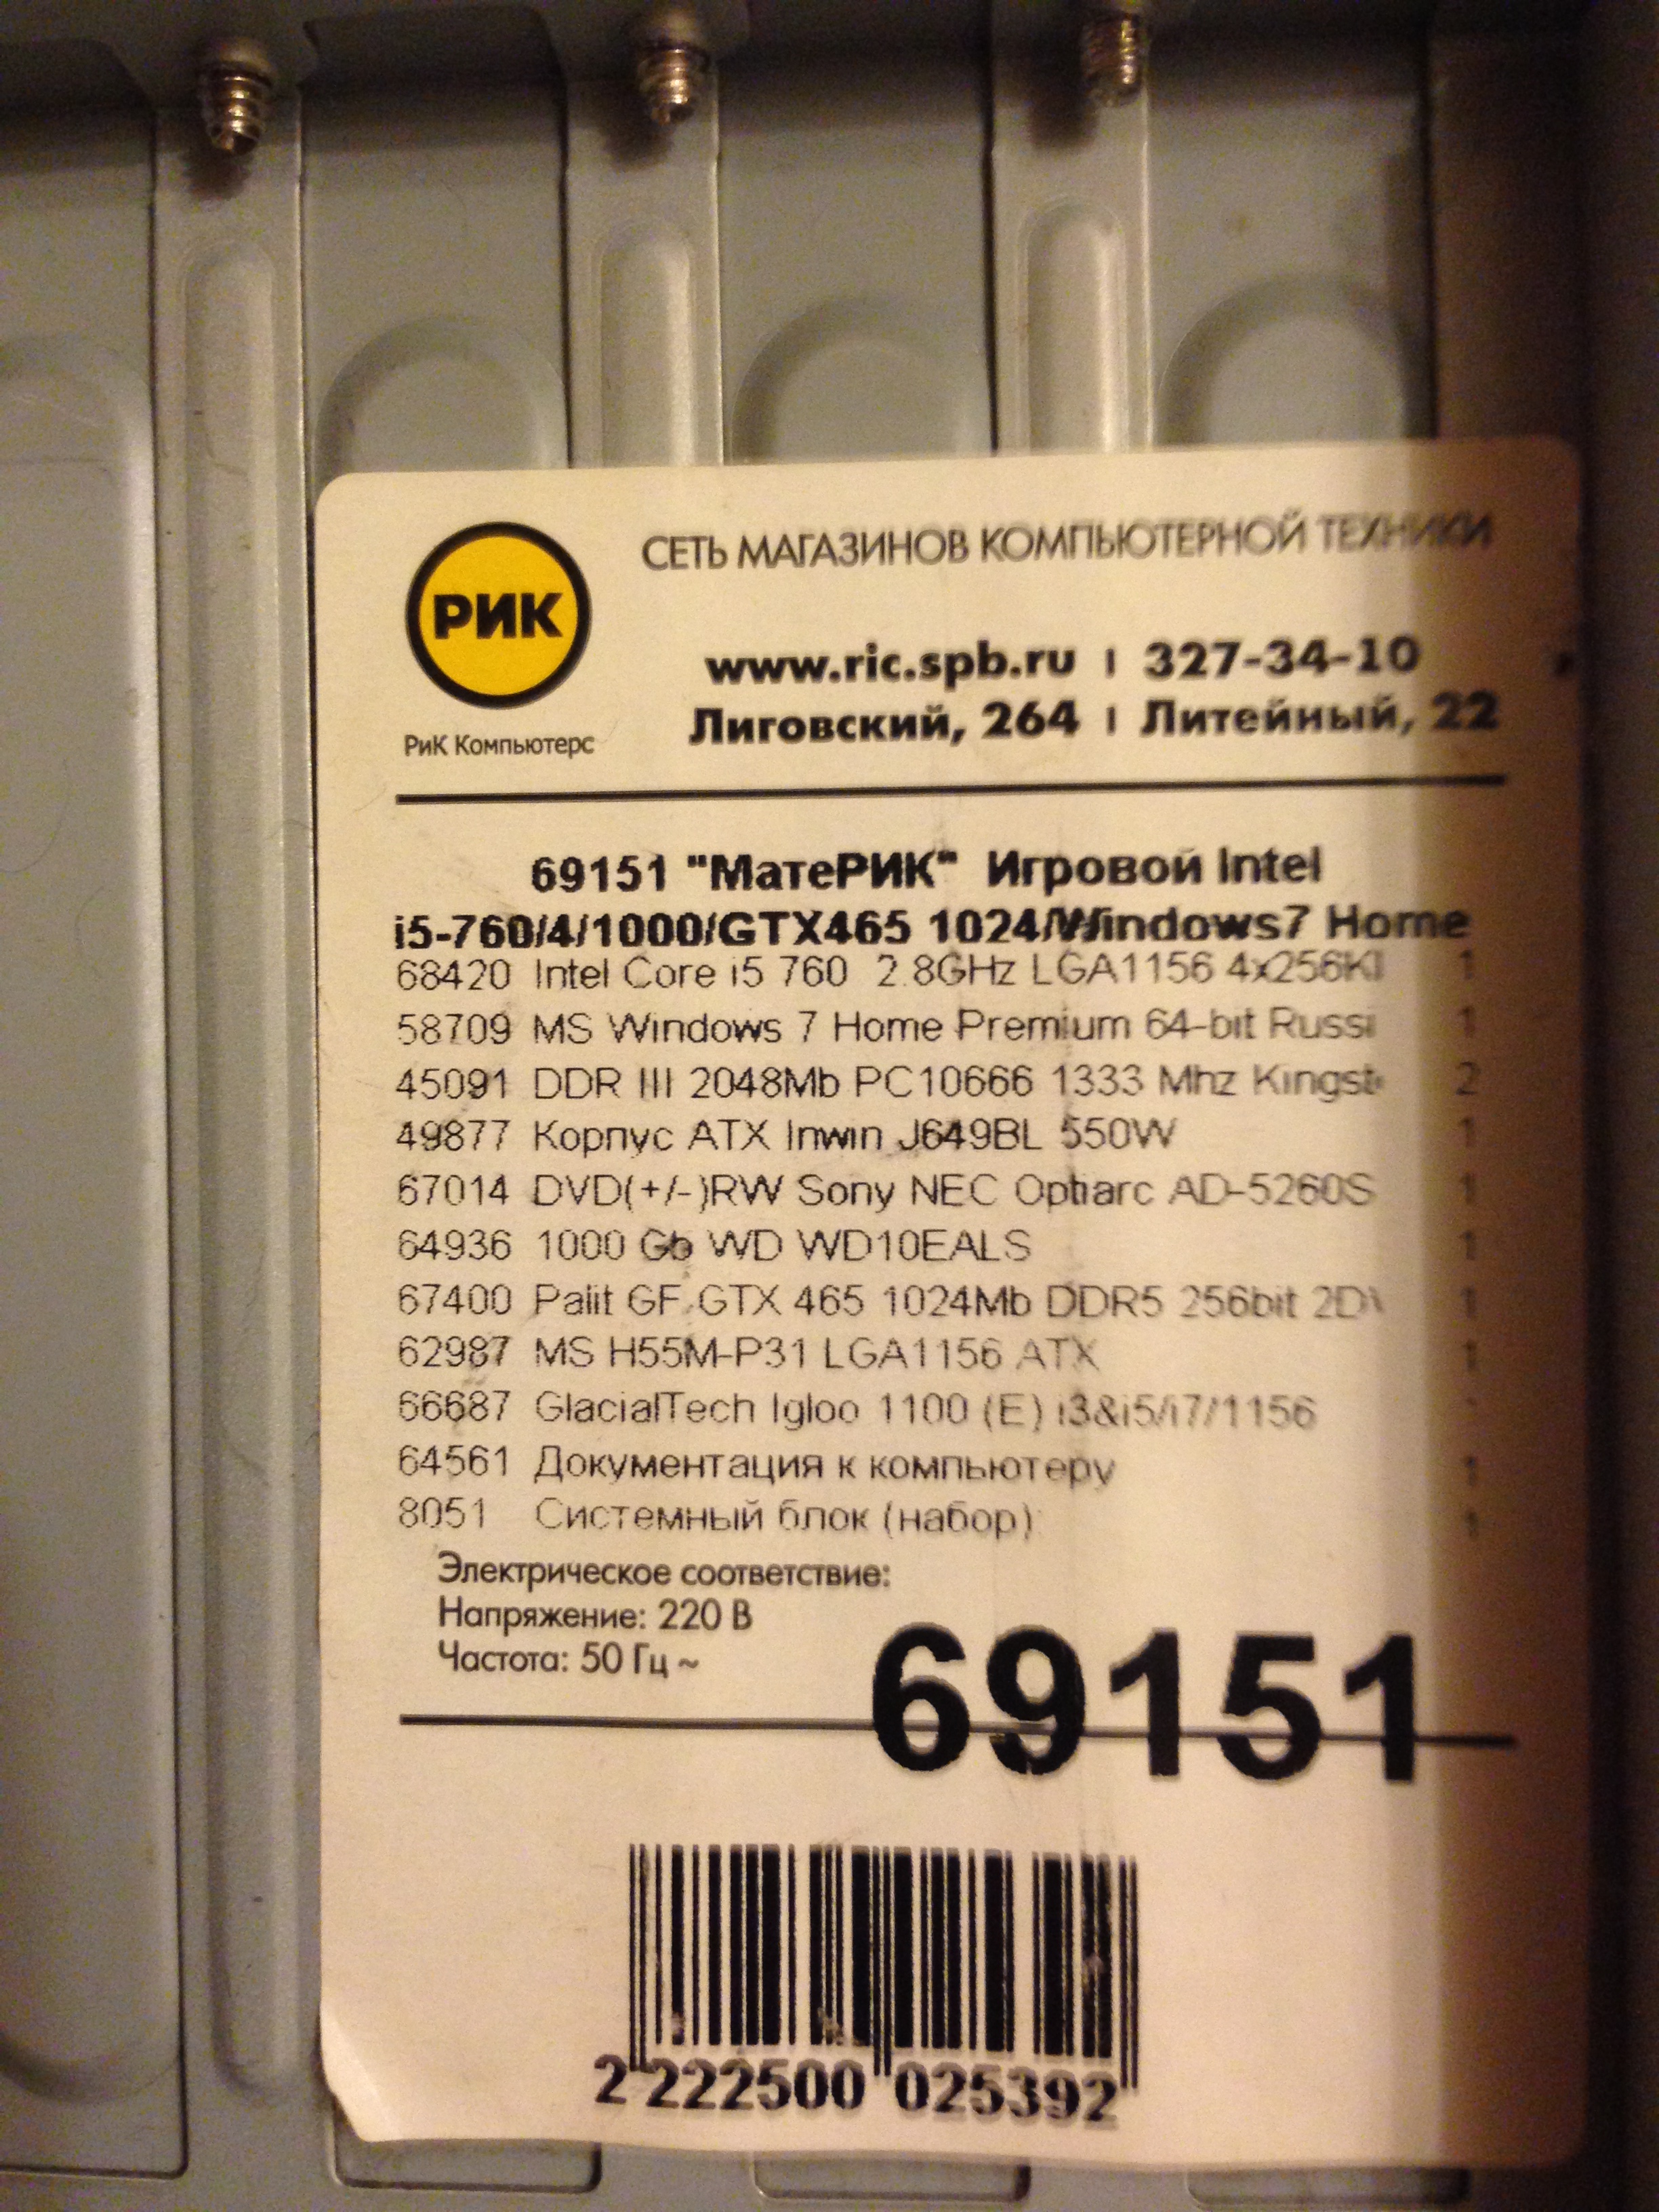 РИК
РиК Компьютерс
СЕТЬ МАГАЗИНОВ КОМПЬЮТЕРНОЙ ТЕХНИКИ
www.ric.spb.ru | 327-34-10
Лиговский, 264 | Литейный, 22
69151 "МатеРИК" Игровой Intel
i5-760/4/1000/GTX465 1024/Windows7 Home
68420 Intel Core i5 760 2.8GHz LGA1156 1
58709 MS Windows 7 Home Premium 64-bit Russi 1
45091 DDR III 2048Mb PC10666 1333 Mhz Kingst 2
49877 Корпус ATX Inwin J649BL 550W 1
67014 DVD(+/-)RW Sony NEC Optiarc AD-5260S 1
64936 1000 Gb WD WD10EALS 1
67400 Palit GF GTX 465 1024Mb DDR5 256bit 1
62987 MS H55M-P31 LGA1156 ATX 1
66687 GlacialTech Igloo 1100 (E) i3&i5/i7/1156
64561 Документация к компьютеру 1
8051 Системный блок (набор) 1
Электрическое соответствие:
Напряжение: 220 В
Частота: 50 Гц ~
69151
2 222500 025392